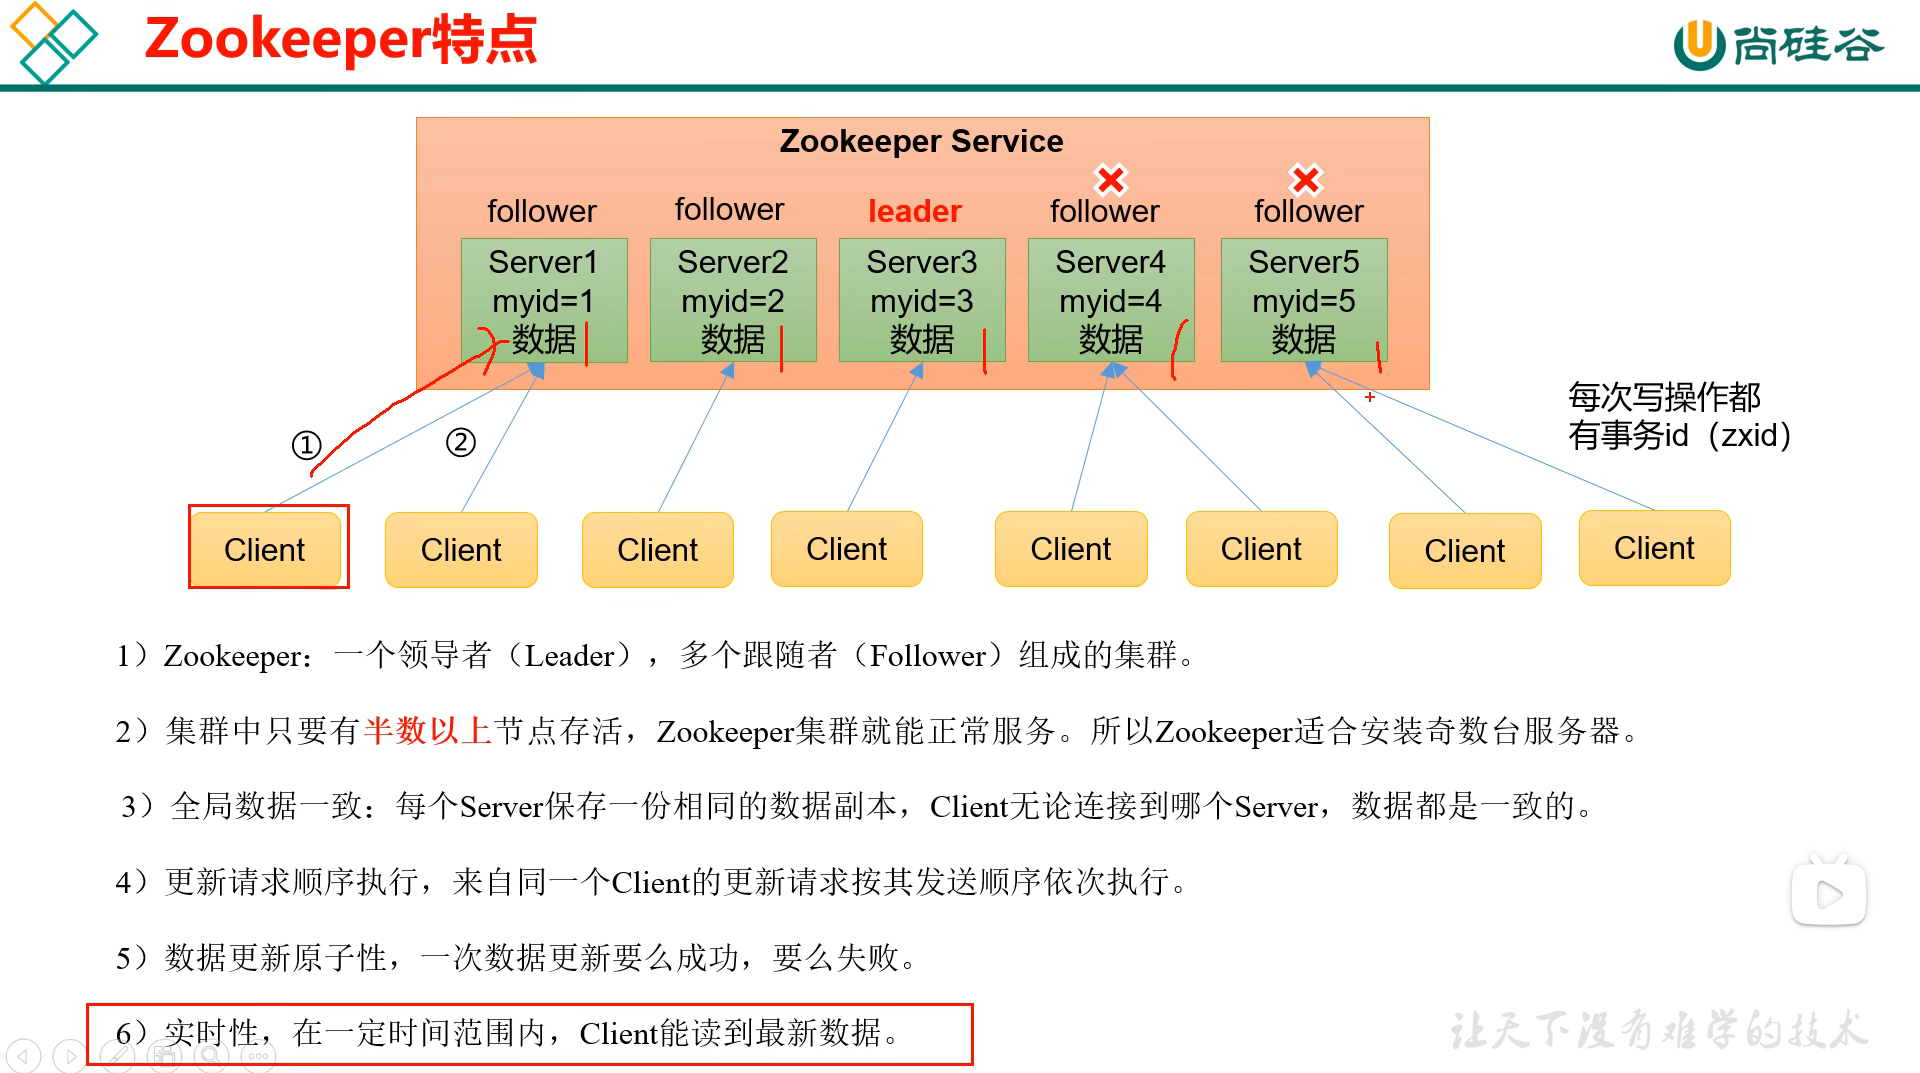 Zookeeper特点
尚硅谷
Zookeeper Service
follower
follower
leader
follower
follower
Server1
myid=1
数据
Server2
myid=2
数据
Server3
myid=3
数据
Server4
myid=4
数据
Server5
myid=5
数据
每次写操作都
有事务id（zxid）
①
②
Client
Client
Client
Client
Client
Client
Client
Client
1）Zookeeper：一个领导者（Leader），多个跟随者（Follower）组成的集群。
2）集群中只要有半数以上节点存活，Zookeeper集群就能正常服务。所以Zookeeper适合安装奇数台服务器。
3）全局数据一致：每个Server保存一份相同的数据副本，Client无论连接到哪个Server，数据都是一致的。
4）更新请求顺序执行，来自同一个Client的更新请求按其发送顺序依次执行。
5）数据更新原子性，一次数据更新要么成功，要么失败。
6）实时性，在一定时间范围内，Client能读到最新数据。
让天下没有难学的技术